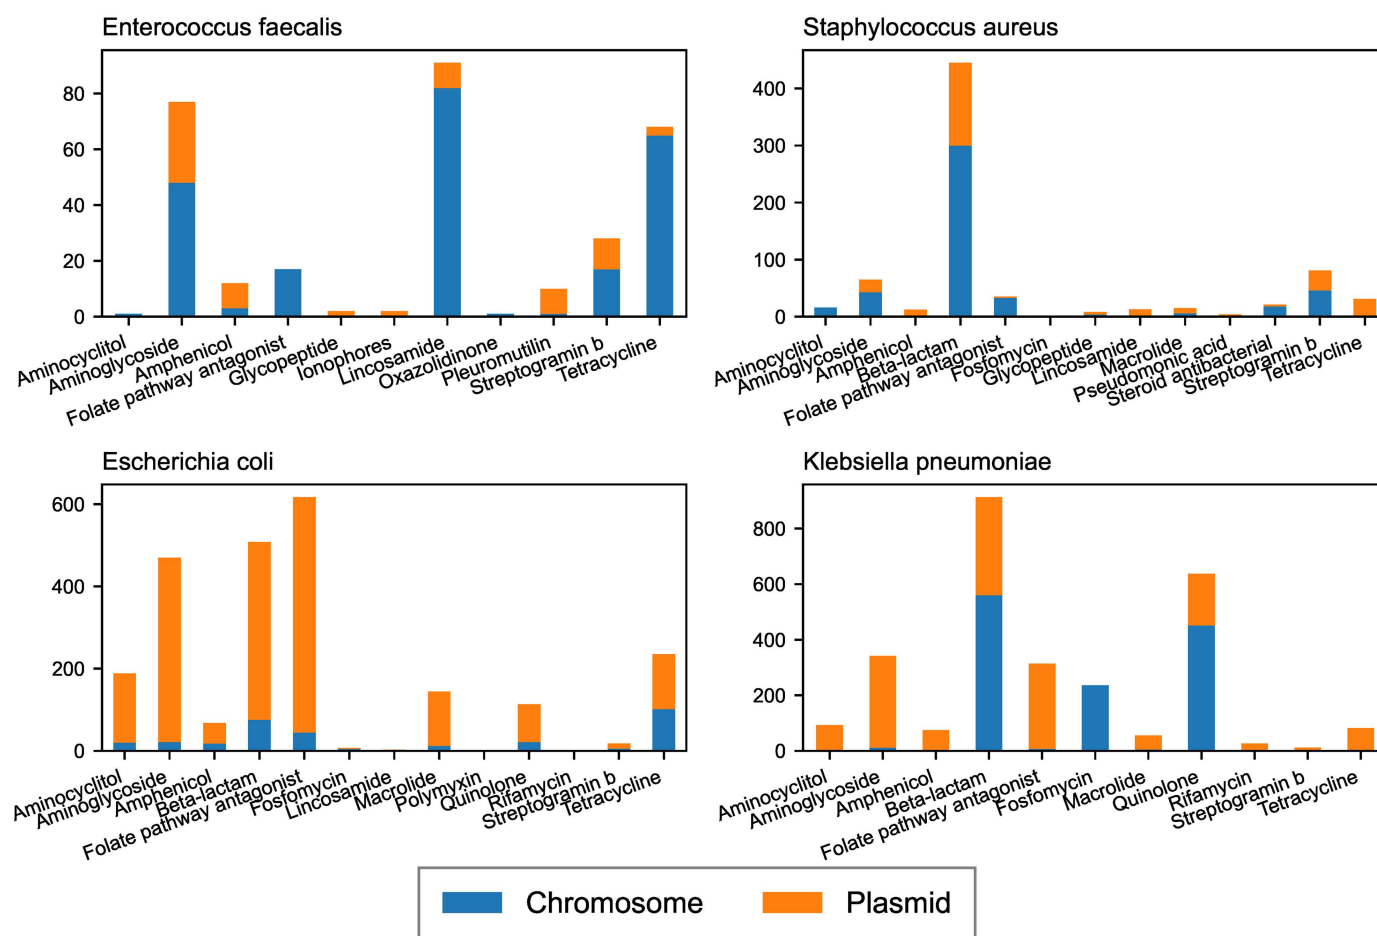 Enterococcus faecalis
80
60
40
20
0
Aminocyclitol
Aminoglycoside
Amphenicol
Folate pathway antagonist
Glycopeptide
Ionophores
Lincosamide
Oxazolidinone
Pleuromutilin
Streptogramin b
Tetracycline
Staphylococcus aureus
400
300
200
100
0
Aminocyclitol
Aminoglycoside
Amphenicol
Beta-lactam
Folate pathway antagonist
Fosfomycin
Glycopeptide
Lincosamide
Macrolide
Pseudomonic acid
Steroid antibacterial
Streptogramin b
Tetracycline
Escherichia coli
600
400
200
0
Aminocyclitol
Aminoglycoside
Amphenicol
Beta-lactam
Folate pathway antagonist
Fosfomycin
Lincosamide
Macrolide
Polymyxin
Quinolone
Rifamycin
Streptogramin b
Tetracycline
Klebsiella pneumoniae
800
600
400
200
0
Aminocyclitol
Aminoglycoside
Amphenicol
Beta-lactam
Folate pathway antagonist
Fosfomycin
Macrolide
Quinolone
Rifamycin
Streptogramin b
Tetracycline
Chromosome
Plasmid